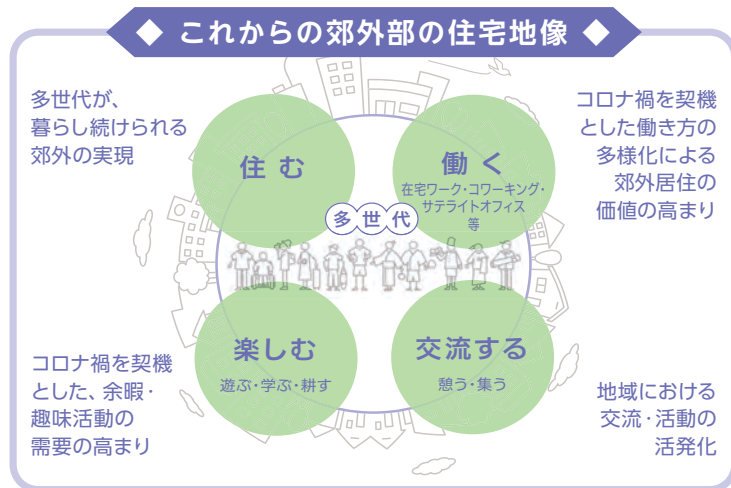 ◆ これからの郊外部の住宅地像 ◆
多世代が、
暮らし続けられる
郊外の実現
住む
働く
在宅ワーク・コワーキング・
サテライトオフィス
等
コロナ禍を契機
とした働き方の
多様化による
郊外居住の
価値の高まり
多世代
コロナ禍を契機
とした、余暇・
趣味活動の
需要の高まり
楽しむ
遊ぶ・学ぶ・耕す
交流する
憩う・集う
地域における
交流・活動の
活発化